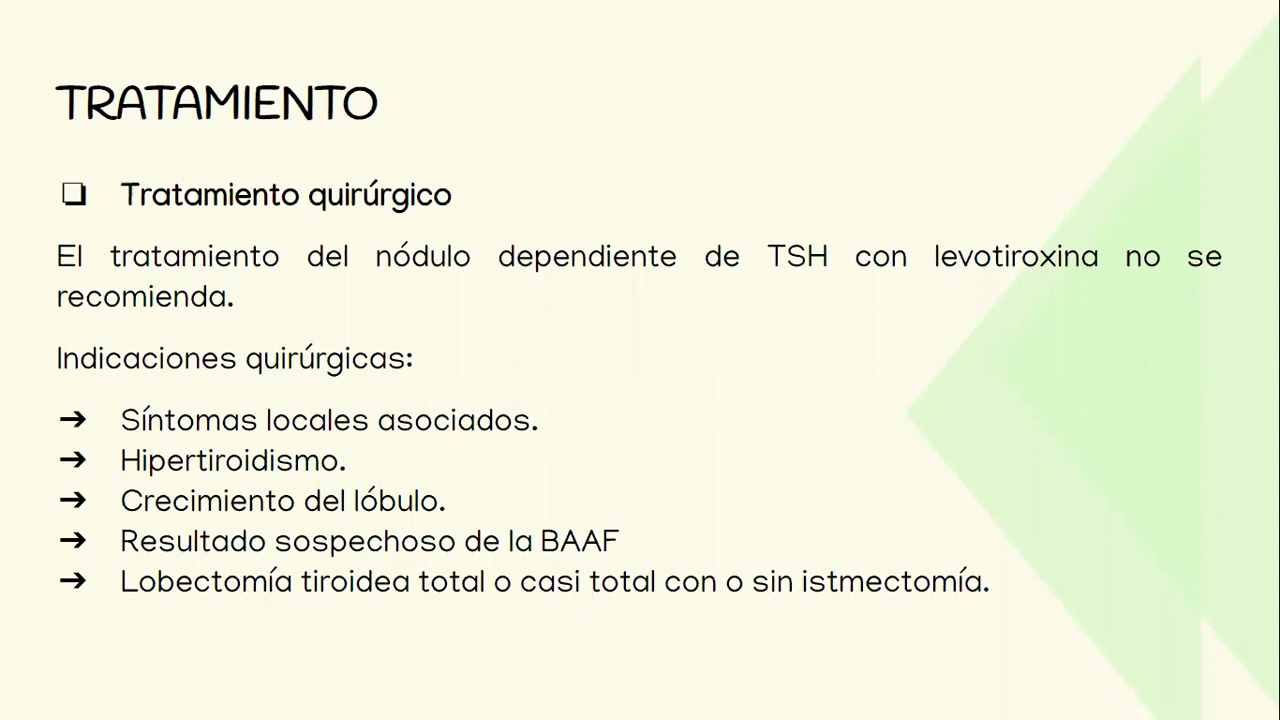 TRATAMIENTO
❏ Tratamiento quirúrgico
El tratamiento del nódulo dependiente de TSH con levotiroxina no se
recomienda.
Indicaciones quirúrgicas:
➔ Síntomas locales asociados.
➔ Hipertiroidismo.
➔ Crecimiento del lóbulo.
➔ Resultado sospechoso de la BAAF
➔ Lobectomía tiroidea total o casi total con o sin istmectomía.